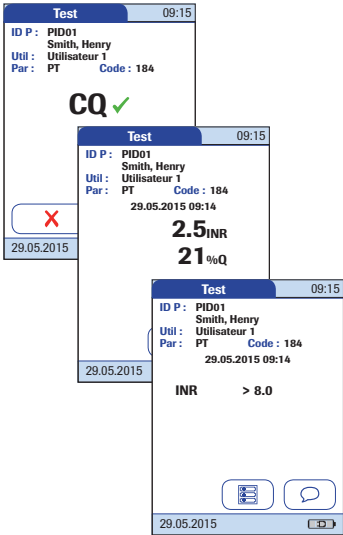 Test 09:15
ID P : PID01
Smith, Henry
Util : Utilisateur 1
Par : PT Code : 184
CQ
29.05.2015
Test 09:15
ID P : PID01
Smith, Henry
Util : Utilisateur 1
Par : PT Code : 184
29.05.2015 09:14
2.5INR
21%Q
29.05.2015
Test 09:15
ID P : PID01
Smith, Henry
Util : Utilisateur 1
Par : PT Code : 184
29.05.2015 09:14
INR > 8.0
29.05.2015